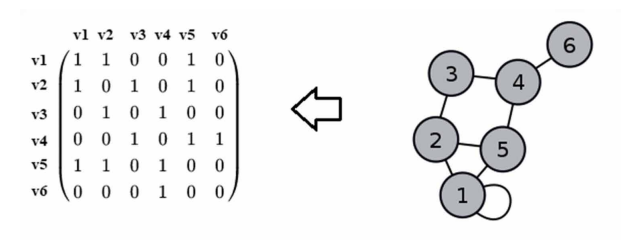 v1 v2 v3 v4 v5 v6
v1 1 1 0 0 1 0
v2 1 0 1 0 1 0
v3 0 1 0 1 0 0
v4 0 0 1 0 1 1
v5 1 1 0 1 0 0
v6 0 0 0 1 0 0
6
3
4
2
5
1